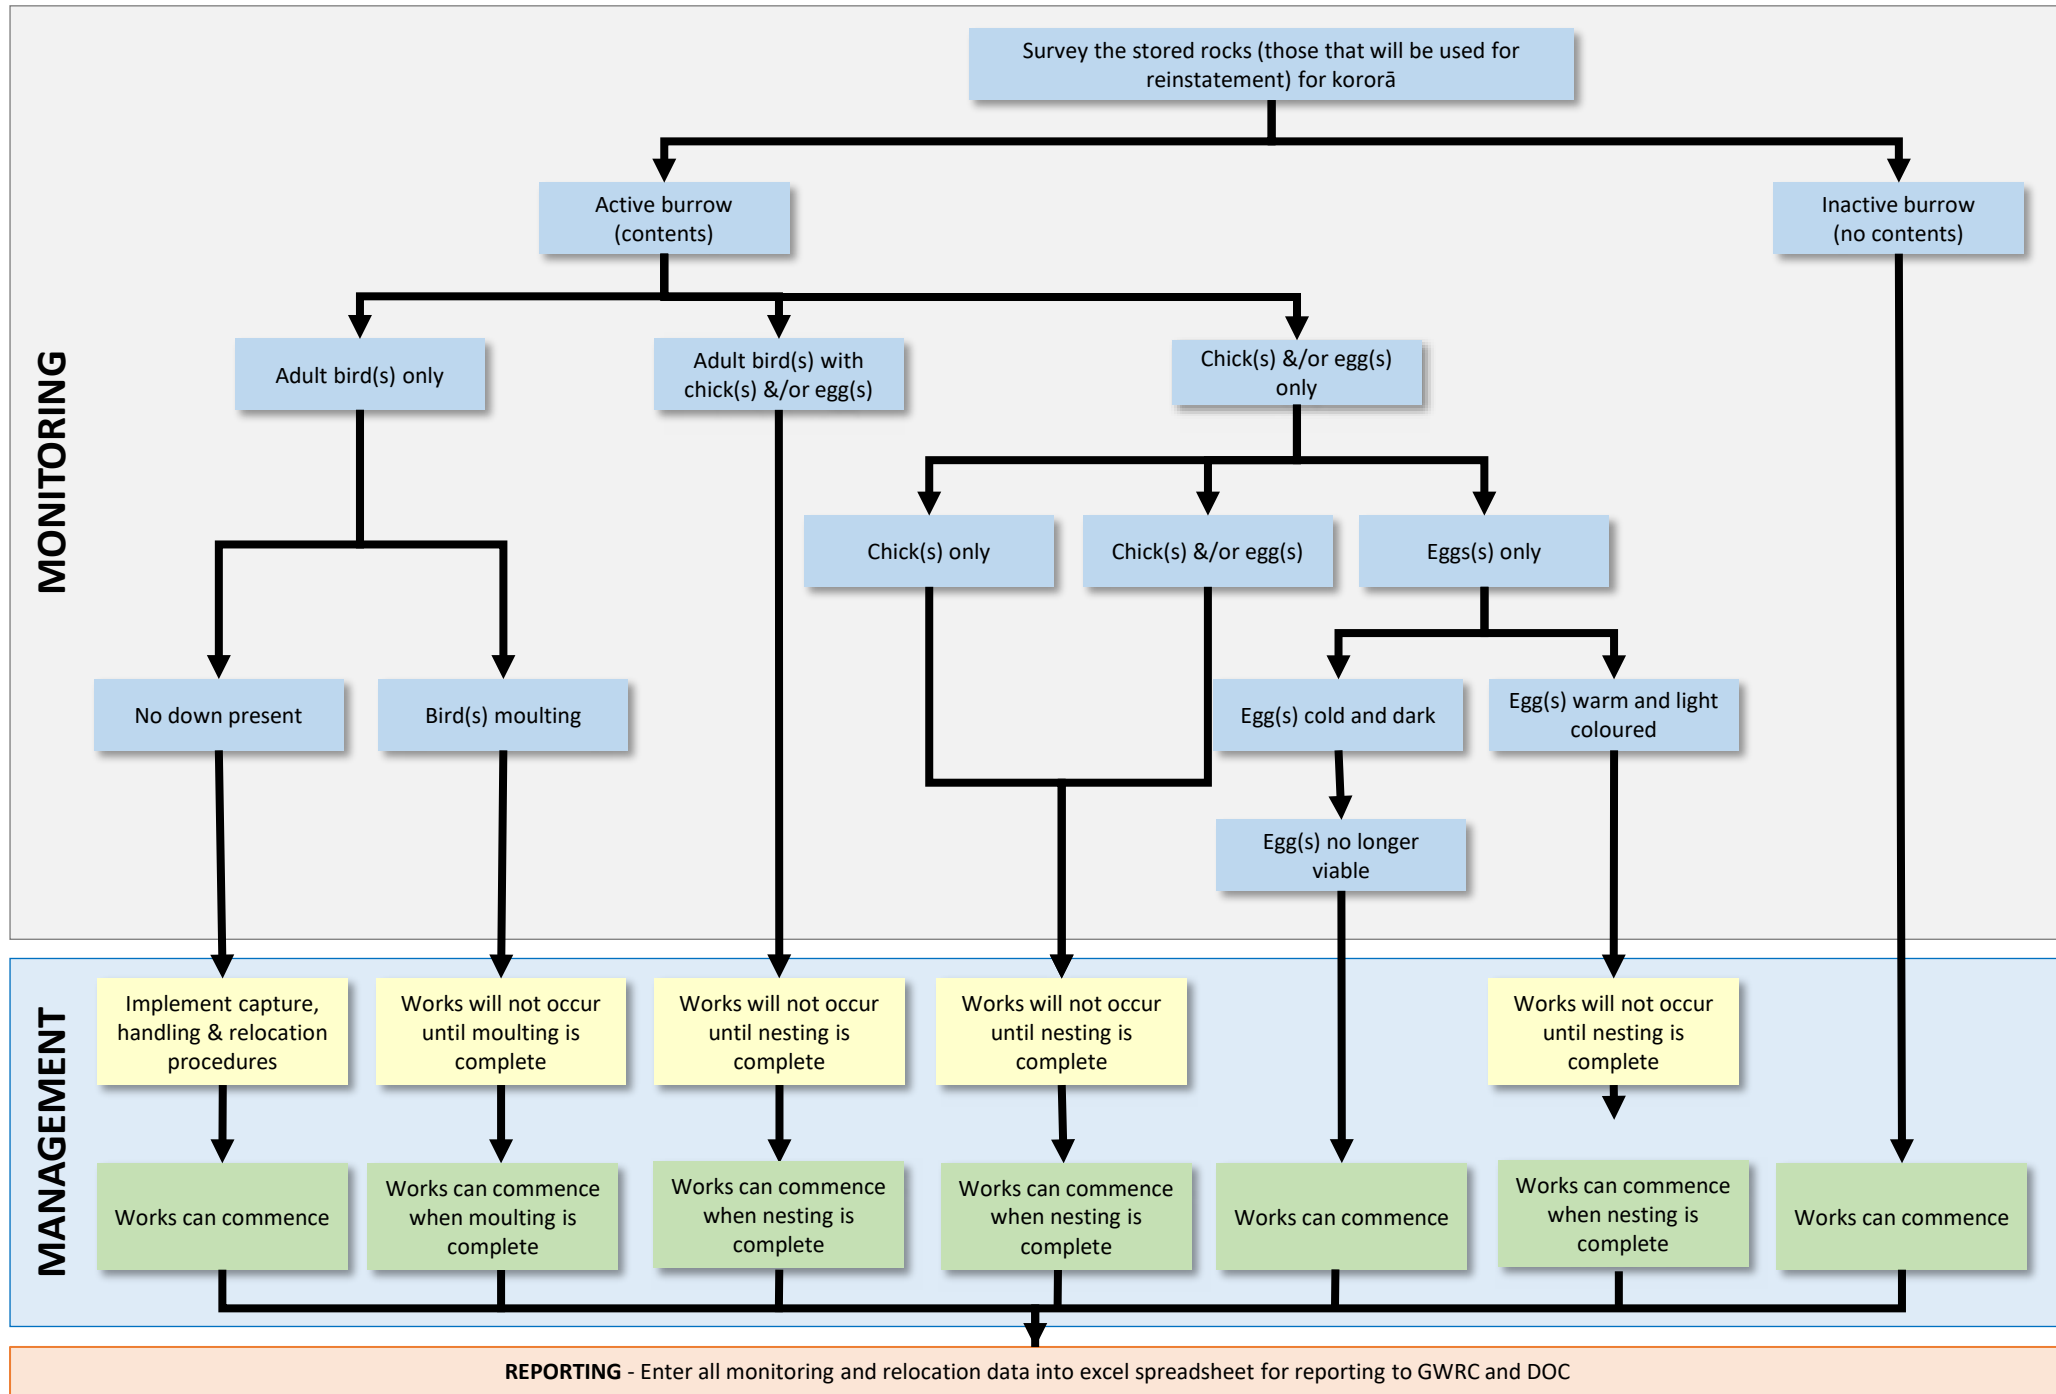 Survey the stored rocks (those that will be used for
reinstatement) for kororā
Active burrow
(contents)
Inactive burrow
(no contents)
MONITORING
Adult bird(s) only
Adult bird(s) with
chick(s) &/or egg(s)
Chick(s) &/or egg(s)
only
Chick(s) only
Chick(s) &/or egg(s)
Eggs(s) only
No down present
Bird(s) moulting
Egg(s) cold and dark
Egg(s) warm and light
coloured
Egg(s) no longer
viable
MANAGEMENT
Implement capture,
handling & relocation
procedures
Works will not occur
until moulting is
complete
Works will not occur
until nesting is
complete
Works will not occur
until nesting is
complete
Works will not occur
until nesting is
complete
Works can commence
Works can commence
when moulting is
complete
Works can commence
when nesting is
complete
Works can commence
when nesting is
complete
Works can commence
Works can commence
when nesting is
complete
Works can commence
REPORTING - Enter all monitoring and relocation data into excel spreadsheet for reporting to GWRC and DOC